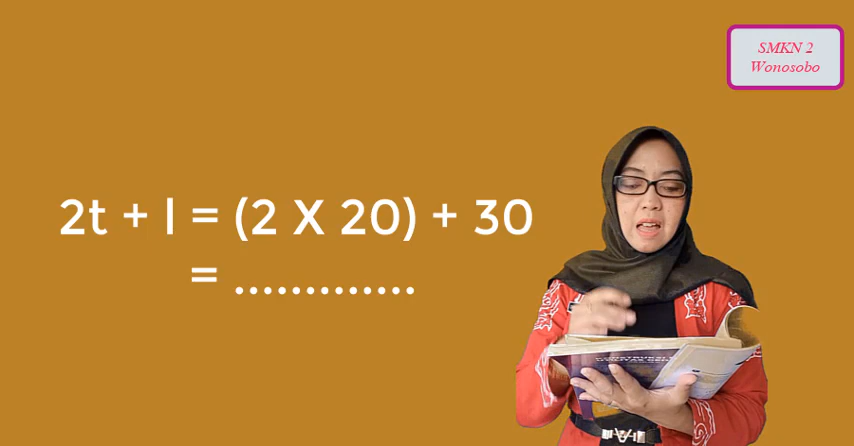 SMKN 2
Wonosobo
2t + l = (2 X 20) + 30
= .............